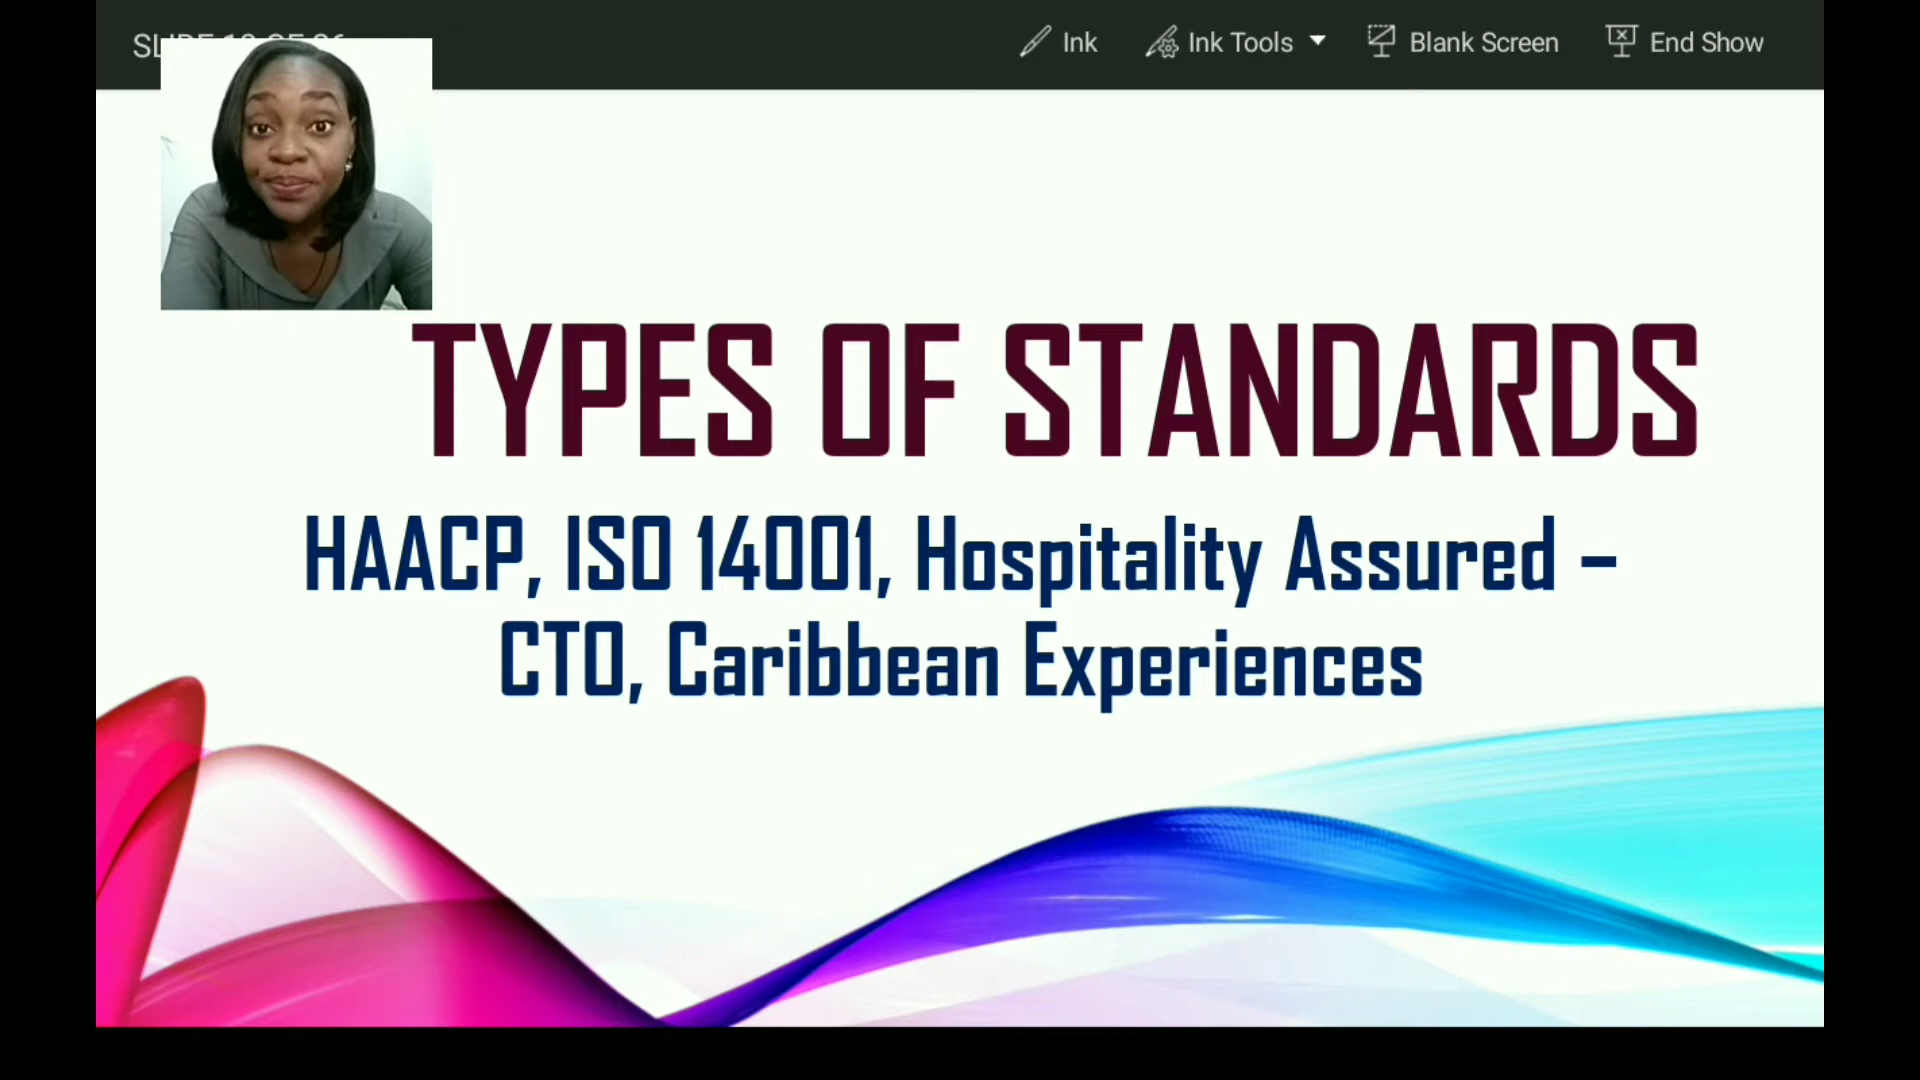 Ink
Ink Tools
Blank Screen
End Show
TYPES OF STANDARDS
HAACP, ISO 14001, Hospitality Assured –
CTO, Caribbean Experiences